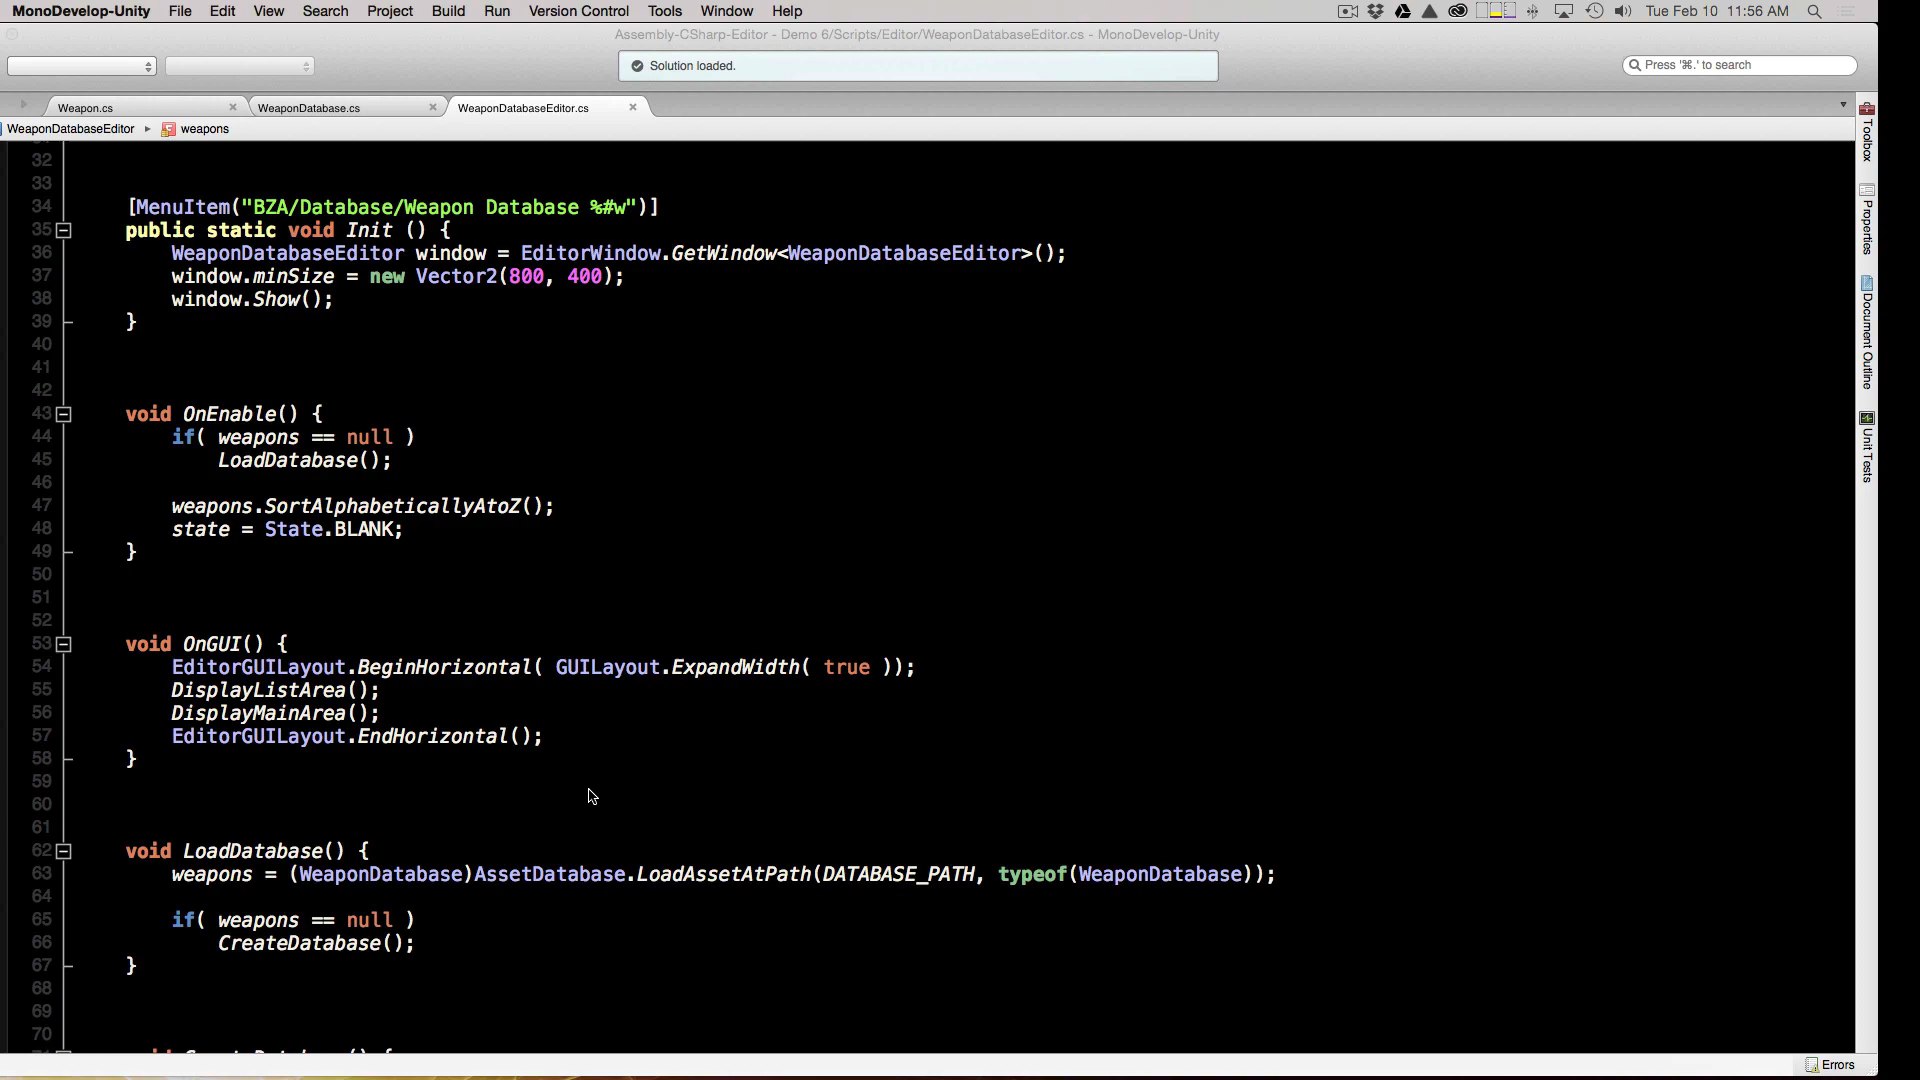 MonoDevelop-Unity File Edit View Search Project Build Run Version Control Tools Window Help Tue Feb 10 11:56 AM
Assembly-CSharp-Editor - Demo 6/Scripts/Editor/WeaponDatabaseEditor.cs - MonoDevelop-Unity
Solution loaded.
Press '⌘.' to search
Weapon.cs WeaponDatabase.cs WeaponDatabaseEditor.cs
WeaponDatabaseEditor weapons
32
33
34 [MenuItem("BZA/Database/Weapon Database %#w")]
35 public static void Init () {
36 WeaponDatabaseEditor window = EditorWindow.GetWindow<WeaponDatabaseEditor>();
37 window.minSize = new Vector2(800, 400);
38 window.Show();
39 }
40
41
42
43 void OnEnable() {
44 if( weapons == null )
45 LoadDatabase();
46
47 weapons.SortAlphabeticallyAtoZ();
48 state = State.BLANK;
49 }
50
51
52
53 void OnGUI() {
54 EditorGUILayout.BeginHorizontal( GUILayout.ExpandWidth( true ));
55 DisplayListArea();
56 DisplayMainArea();
57 EditorGUILayout.EndHorizontal();
58 }
59
60
61
62 void LoadDatabase() {
63 weapons = (WeaponDatabase)AssetDatabase.LoadAssetAtPath(DATABASE_PATH, typeof(WeaponDatabase));
64
65 if( weapons == null )
66 CreateDatabase();
67 }
68
69
70
Toolbox
Properties
Document Outline
Unit Tests
Errors